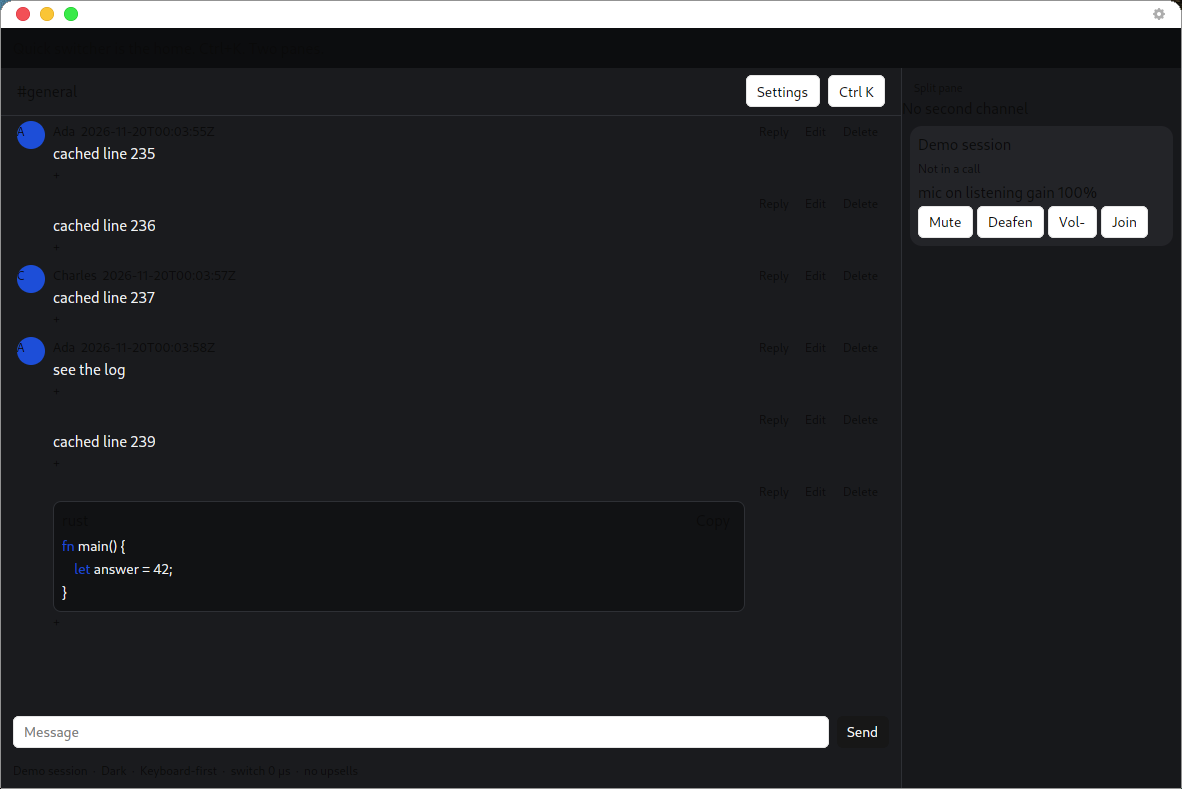 #general
Settings
Ctrl K
Split pane
No second channel
A
Ada 2026-11-20T00:03:55Z
Reply Edit Delete
cached line 235
+
Reply Edit Delete
cached line 236
+
C
Charles 2026-11-20T00:03:57Z
Reply Edit Delete
cached line 237
+
A
Ada 2026-11-20T00:03:58Z
Reply Edit Delete
see the log
+
Reply Edit Delete
cached line 239
+
Reply Edit Delete
rust
Copy
fn main() {
let answer = 42;
}
+
Demo session
Not in a call
mic on listening gain 100%
Mute
Deafen
Vol-
Join
Message
Send
Demo session · Dark · Keyboard-first · switch 0 µs · no upsells